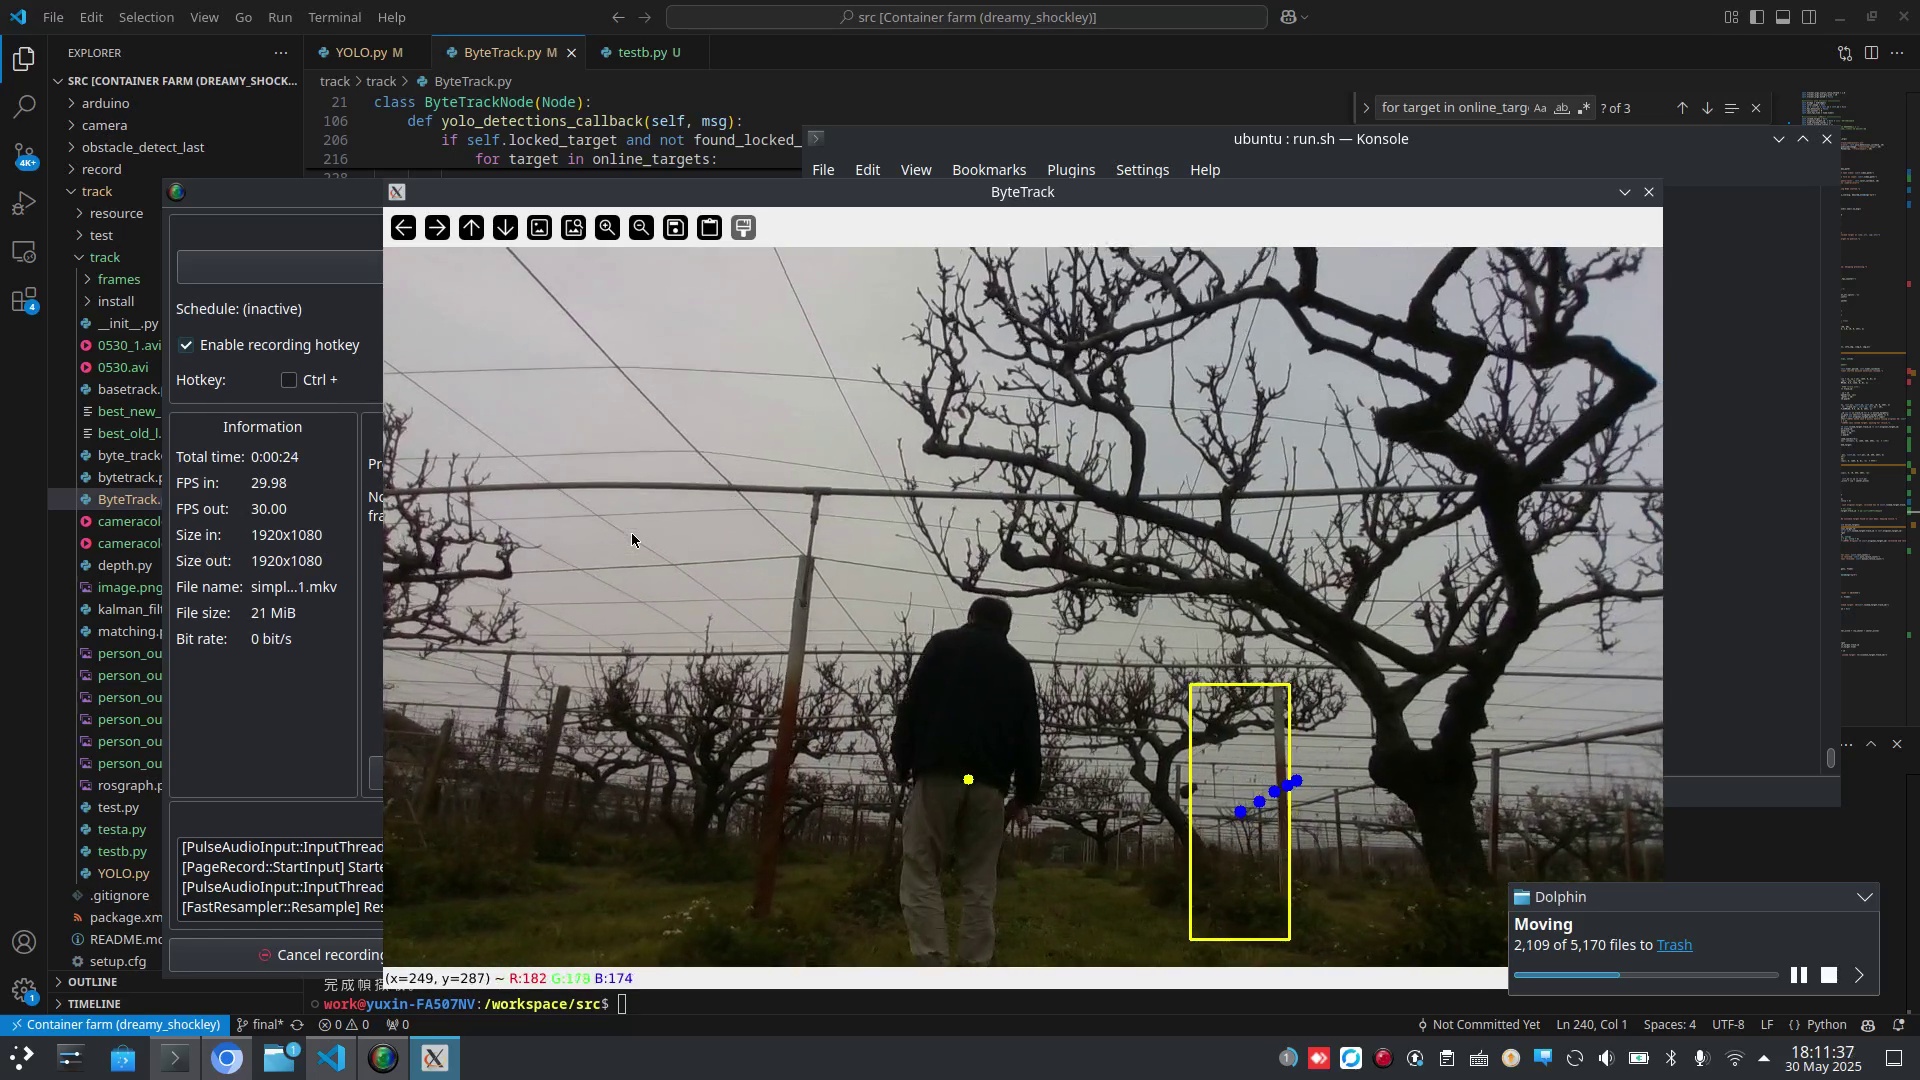 File Edit Selection View Go Run Terminal Help
src [Container farm (dreamy_shockley)]
EXPLORER
YOLO.py M
ByteTrack.py M
testb.py U
SRC [CONTAINER FARM (DREAMY_SHOCK...
track > track > ByteTrack.py
arduino
camera
obstacle_detect_last
record
track
resource
test
track
frames
install
__init__.py
0530_1.avi
0530.avi
basetrack.
best_new_
best_old_l.
byte_track
bytetrack.p
ByteTrack.
cameracol
cameracol
depth.py
image.png
kalman_filt
matching.p
person_ou
person_ou
person_ou
person_ou
person_ou
person_ou
rosgraph.p
test.py
testa.py
testb.py
YOLO.py
.gitignore
package.xm
README.md
setup.cfg
OUTLINE
TIMELINE
4K+
4
1
21 class ByteTrackNode(Node):
106 def yolo_detections_callback(self, msg):
206 if self.locked_target and not found_locked_
216 for target in online_targets:
for target in online_targ
Aa ab .*
? of 3
ubuntu : run.sh — Konsole
File Edit View Bookmarks Plugins Settings Help
ByteTrack
Schedule: (inactive)
Enable recording hotkey
Hotkey: Ctrl +
Information
Total time: 0:00:24
FPS in: 29.98
FPS out: 30.00
Size in: 1920x1080
Size out: 1920x1080
File name: simpl...1.mkv
File size: 21 MiB
Bit rate: 0 bit/s
Pr
No
fra
[PulseAudioInput::InputThread
[PageRecord::StartInput] Starte
[PulseAudioInput::InputThread
[FastResampler::Resample] Res
Cancel recording
(x=249, y=287) ~ R:182 B:174
Dolphin
Moving
2,109 of 5,170 files to Trash
work@yuxin-FA507NV:/workspace/src$
Container farm (dreamy_shockley)
final*
0 0
0
Not Committed Yet
Ln 240, Col 1
Spaces: 4
UTF-8
LF
{ } Python
1
1
18:11:37
30 May 2025